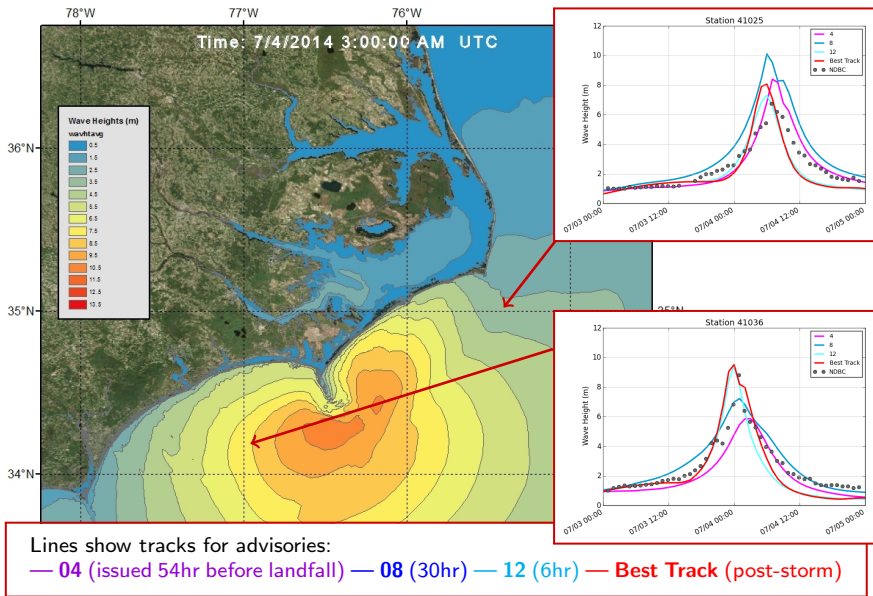 78°W
77°W
76°W
Time: 7/4/2014 3:00:00 AM UTC
36°N
35°N
34°N
Wave Heights (m)
wavhtavg
0.5
1.5
2.5
3.5
4.5
5.5
6.5
7.5
8.5
9.5
10.5
11.5
12.5
13.5
Station 41025
Wave Height (m)
12
10
8
6
4
2
0
4
8
12
Best Track
NDBC
07/03 00:00
07/03 12:00
07/04 00:00
07/04 12:00
07/05 00:00
Station 41036
Wave Height (m)
12
10
8
6
4
2
0
4
8
12
Best Track
NDBC
07/03 00:00
07/03 12:00
07/04 00:00
07/04 12:00
07/05 00:00
Lines show tracks for advisories:
— 04 (issued 54hr before landfall) — 08 (30hr) — 12 (6hr) — Best Track (post-storm)